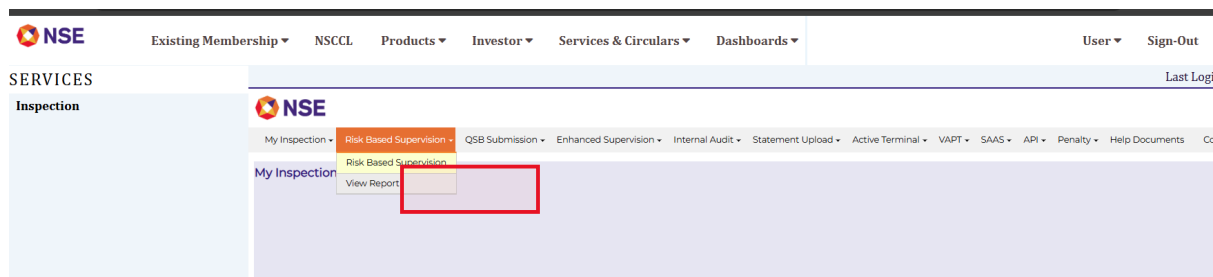 NSE
Existing Membership NSCCL Products Investor Services & Circulars Dashboards User Sign-Out
SERVICES
Last Logi
Inspection
NSE
My Inspection Risk Based Supervision QSB Submission Enhanced Supervision Internal Audit Statement Upload Active Terminal VAPT SAAS API Penalty Help Documents Co
Risk Based Supervision
My Inspection
View Report